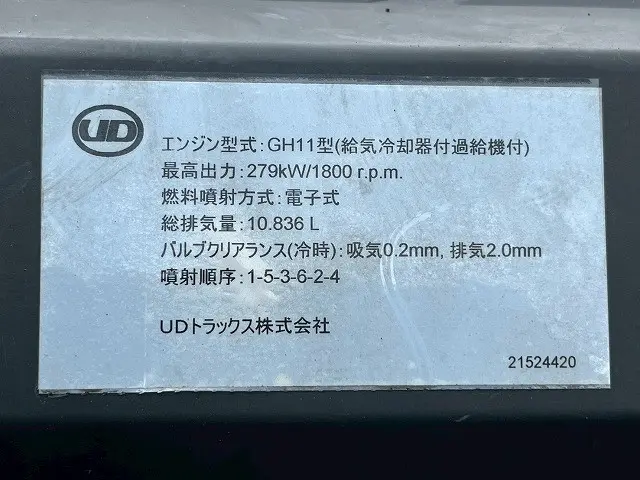 UD
エンジン型式:GH11型(給気冷却器付過給機付)
最高出力:279kW/1800 r.p.m.
燃料噴射方式:電子式
総排気量:10.836 L
バルブクリアランス(冷時):吸気0.2mm, 排気2.0mm
噴射順序:1-5-3-6-2-4
UDトラックス株式会社
21524420